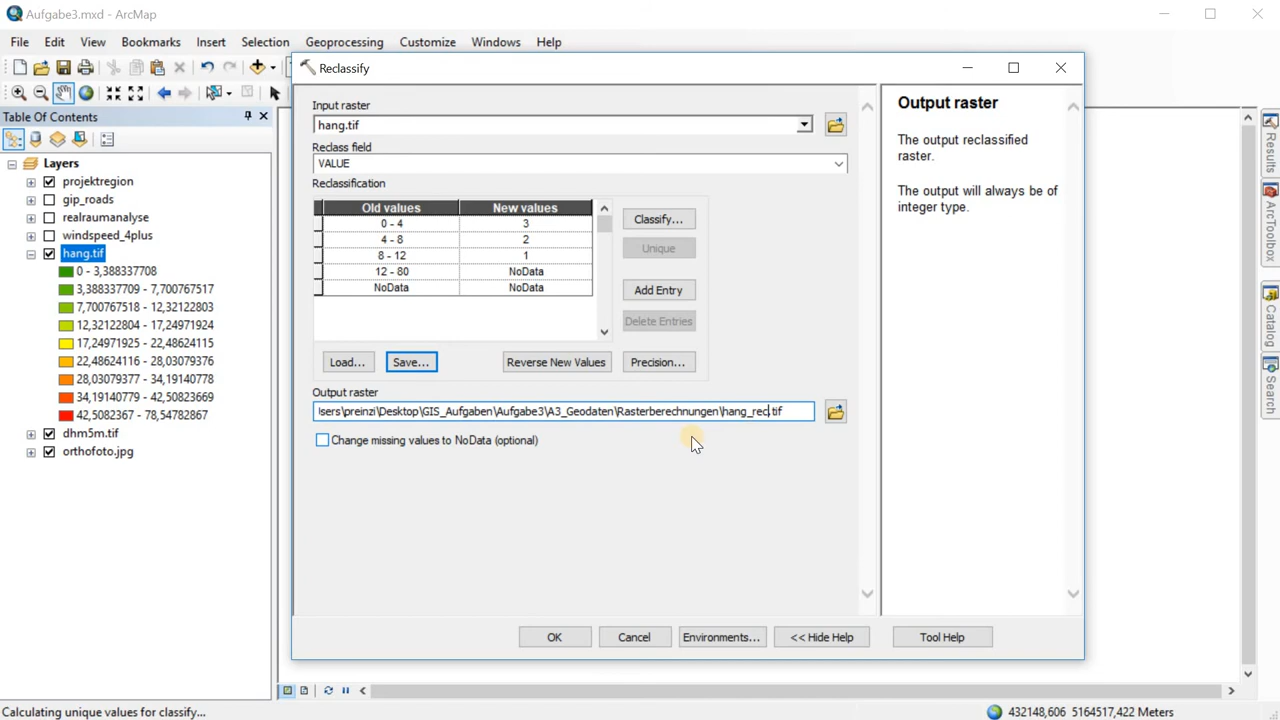 Aufgabe3.mxd - ArcMap
File Edit View Bookmarks Insert Selection Geoprocessing Customize Windows Help
Reclassify
Table Of Contents
Layers
projektregion
gip_roads
realraumanalyse
windspeed_4plus
hang.tif
0 - 3,388337708
3,388337709 - 7,700767517
7,700767518 - 12,32122803
12,32122804 - 17,24971924
17,24971925 - 22,48624115
22,48624116 - 28,03079376
28,03079377 - 34,19140778
34,19140779 - 42,50823669
42,5082367 - 78,54782867
dhm5m.tif
orthofoto.jpg
Input raster
hang.tif
Reclass field
VALUE
Reclassification
Old values New values
0 - 4 3
4 - 8 2
8 - 12 1
12 - 80 NoData
NoData NoData
Classify...
Unique
Add Entry
Delete Entries
Load... Save... Reverse New Values Precision...
Output raster
sers\preinzi\Desktop\GIS_Aufgaben\Aufgabe3\A3_Geodaten\Rasterberechnungen\hang_rec.tif
Change missing values to NoData (optional)
OK Cancel Environments... << Hide Help Tool Help
Output raster
The output reclassified
raster.
The output will always be of
integer type.
Results
ArcToolbox
Catalog
Search
Calculating unique values for classify...
432148,606 5164517,422 Meters